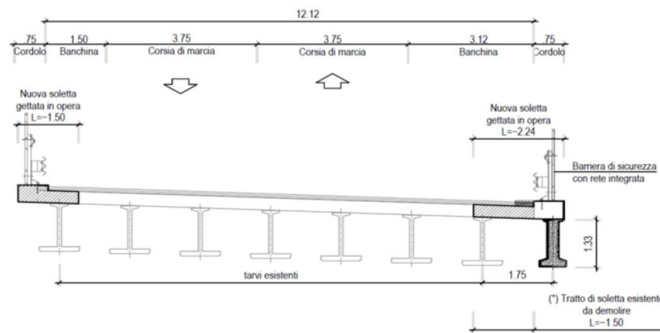 12.12
.75 1.50 3.75 3.75 3.12 .75
Cordolo Banchina Corsia di marcia Corsia di marcia Banchina Cordolo
Nuova soletta
gettata in opera
L=~1.50
Nuova soletta
gettata in opera
L=~2.24
Barriera di sicurezza
con rete integrata
1.33
tarvi esistenti
1.75
(*) Tratto di soletta esistente
da demolire
L=~1.50